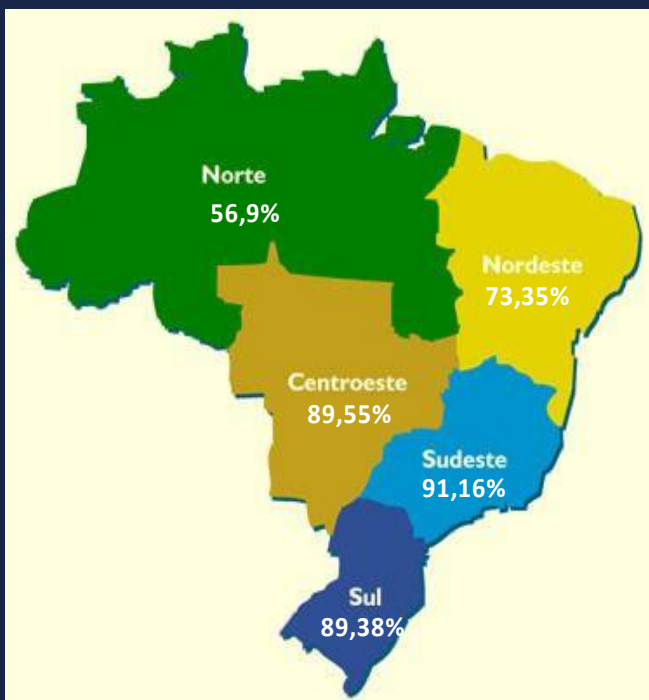 Norte
56,9%
Nordeste
73,35%
Centroeste
89,55%
Sudeste
91,16%
Sul
89,38%